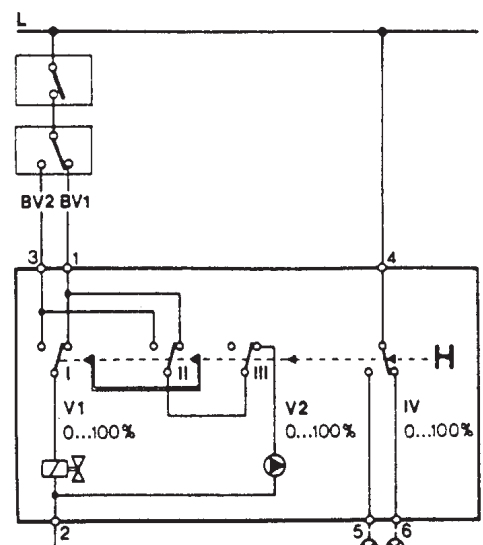 L
BV2 BV1
3 1 4
I II III
V1 V2 IV
0...100% 0...100% 0...100%
2 5 6